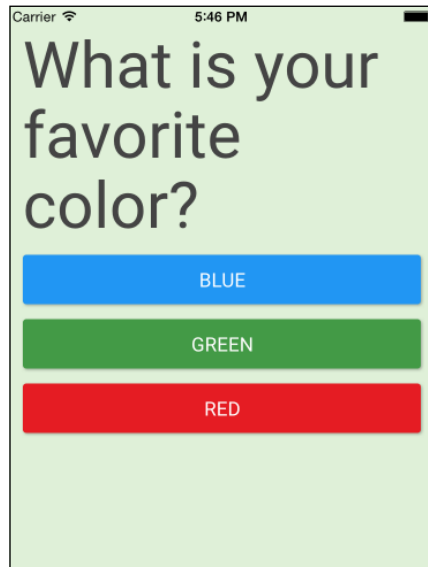 Carrier 5:46 PM
What is your
favorite
color?
BLUE
GREEN
RED